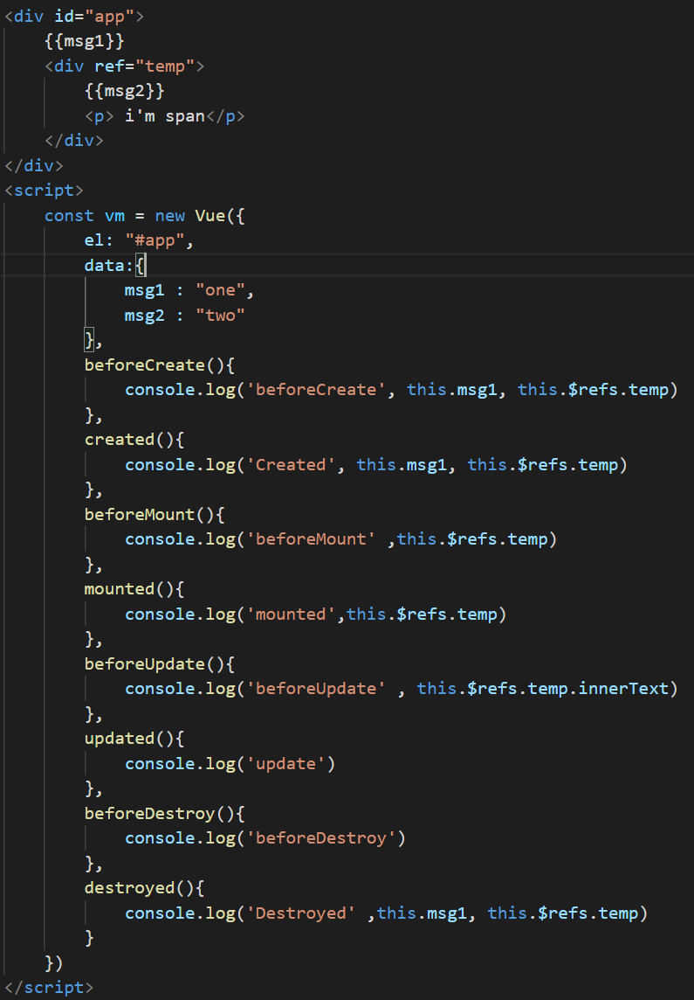 <div id="app">
    {{msg1}}
    <div ref="temp">
        {{msg2}}
        <p> i'm span</p>
    </div>
</div>
<script>
    const vm = new Vue({
        el: "#app",
        data:{
            msg1 : "one",
            msg2 : "two"
        },
        beforeCreate(){
            console.log('beforeCreate', this.msg1, this.$refs.temp)
        },
        created(){
            console.log('Created', this.msg1, this.$refs.temp)
        },
        beforeMount(){
            console.log('beforeMount' ,this.$refs.temp)
        },
        mounted(){
            console.log('mounted',this.$refs.temp)
        },
        beforeUpdate(){
            console.log('beforeUpdate' , this.$refs.temp.innerText)
        },
        updated(){
            console.log('update')
        },
        beforeDestroy(){
            console.log('beforeDestroy')
        },
        destroyed(){
            console.log('Destroyed' ,this.msg1, this.$refs.temp)
        }
    })
</script>